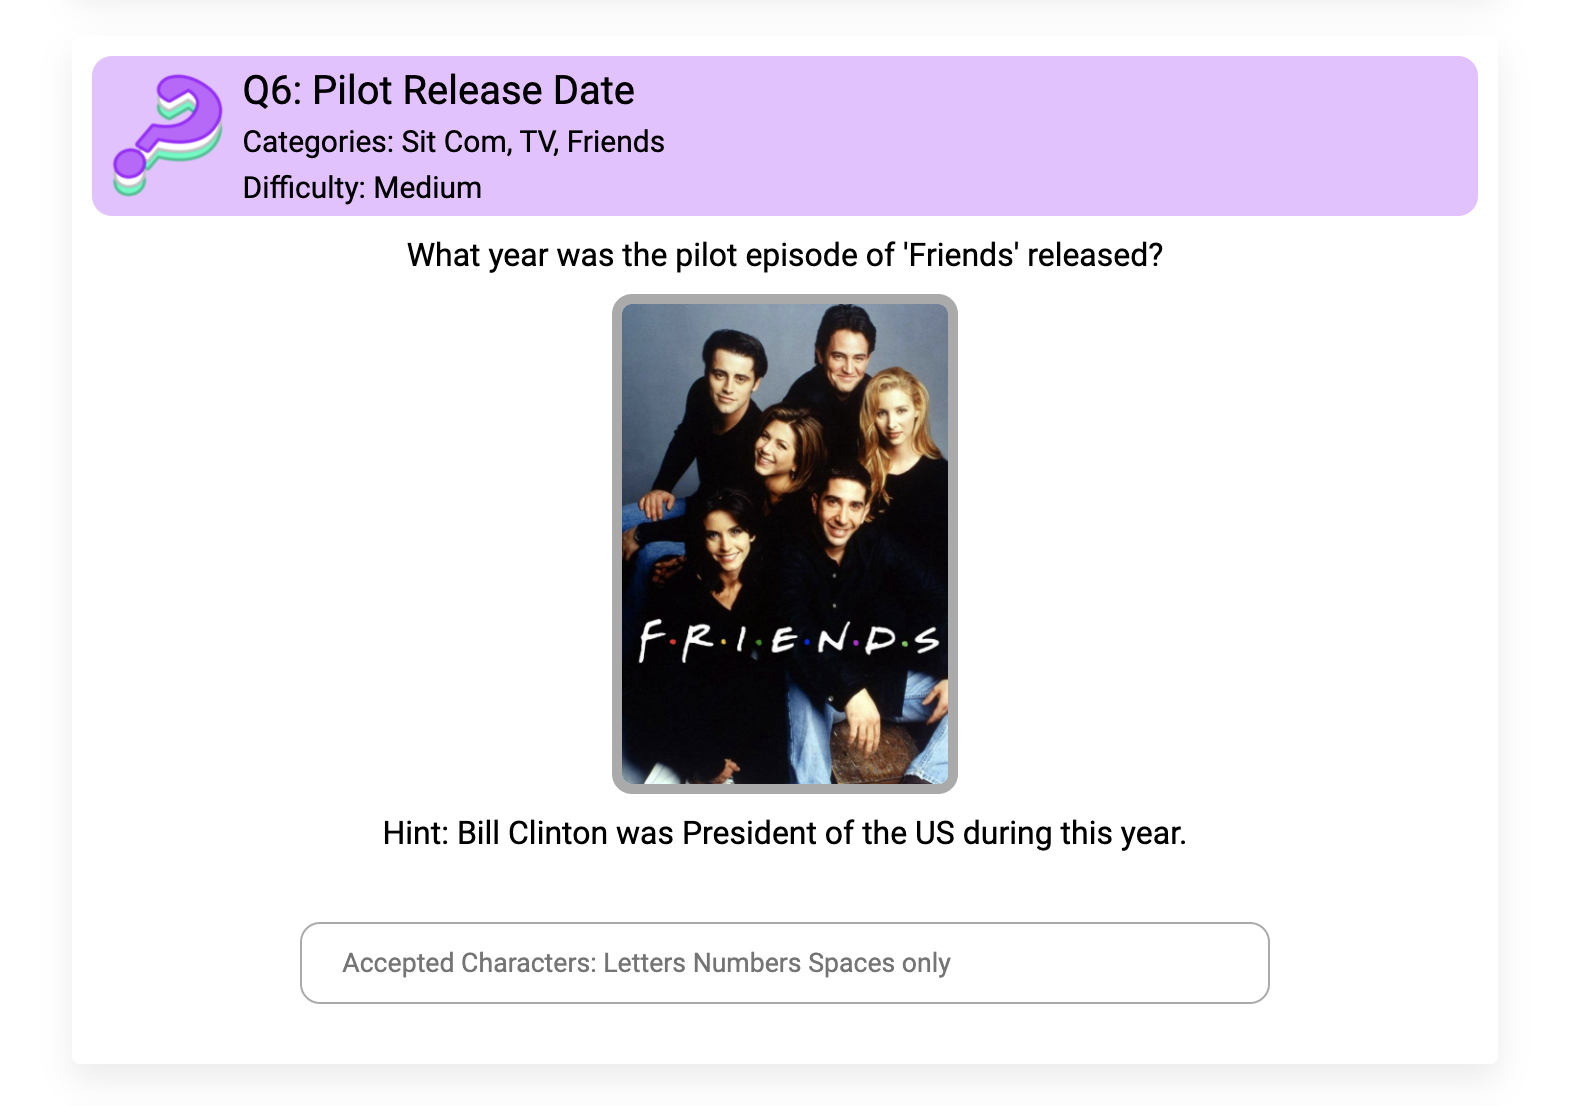 Q6: Pilot Release Date
Categories: Sit Com, TV, Friends
Difficulty: Medium
What year was the pilot episode of 'Friends' released?
F·R·I·E·N·D·S
Hint: Bill Clinton was President of the US during this year.
Accepted Characters: Letters Numbers Spaces only